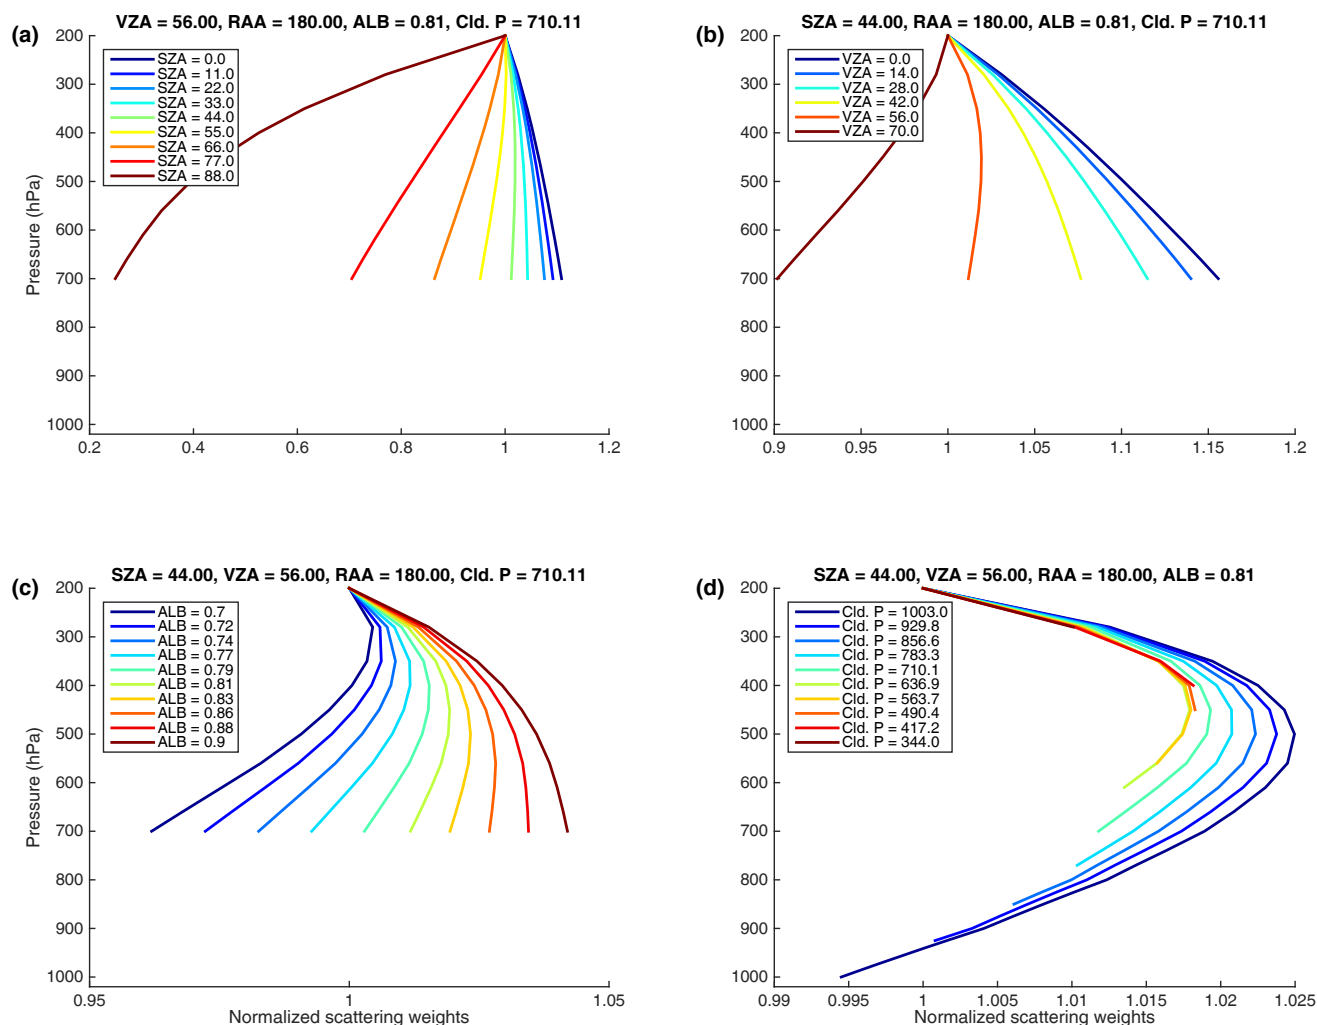 (a)
VZA = 56.00, RAA = 180.00, ALB = 0.81, Cld. P = 710.11
200
300
400
500
600
700
800
900
1000
Pressure (hPa)
SZA = 0.0
SZA = 11.0
SZA = 22.0
SZA = 33.0
SZA = 44.0
SZA = 55.0
SZA = 66.0
SZA = 77.0
SZA = 88.0
0.2 0.4 0.6 0.8 1 1.2
(b)
SZA = 44.00, RAA = 180.00, ALB = 0.81, Cld. P = 710.11
200
300
400
500
600
700
800
900
1000
VZA = 0.0
VZA = 14.0
VZA = 28.0
VZA = 42.0
VZA = 56.0
VZA = 70.0
0.9 0.95 1 1.05 1.1 1.15 1.2
(c)
SZA = 44.00, VZA = 56.00, RAA = 180.00, Cld. P = 710.11
200
300
400
500
600
700
800
900
1000
Pressure (hPa)
ALB = 0.7
ALB = 0.72
ALB = 0.74
ALB = 0.77
ALB = 0.79
ALB = 0.81
ALB = 0.83
ALB = 0.86
ALB = 0.88
ALB = 0.9
0.95 1 1.05
Normalized scattering weights
(d)
SZA = 44.00, VZA = 56.00, RAA = 180.00, ALB = 0.81
200
300
400
500
600
700
800
900
1000
Cld. P = 1003.0
Cld. P = 929.8
Cld. P = 856.6
Cld. P = 783.3
Cld. P = 710.1
Cld. P = 636.9
Cld. P = 563.7
Cld. P = 490.4
Cld. P = 417.2
Cld. P = 344.0
0.99 0.995 1 1.005 1.01 1.015 1.02 1.025
Normalized scattering weights